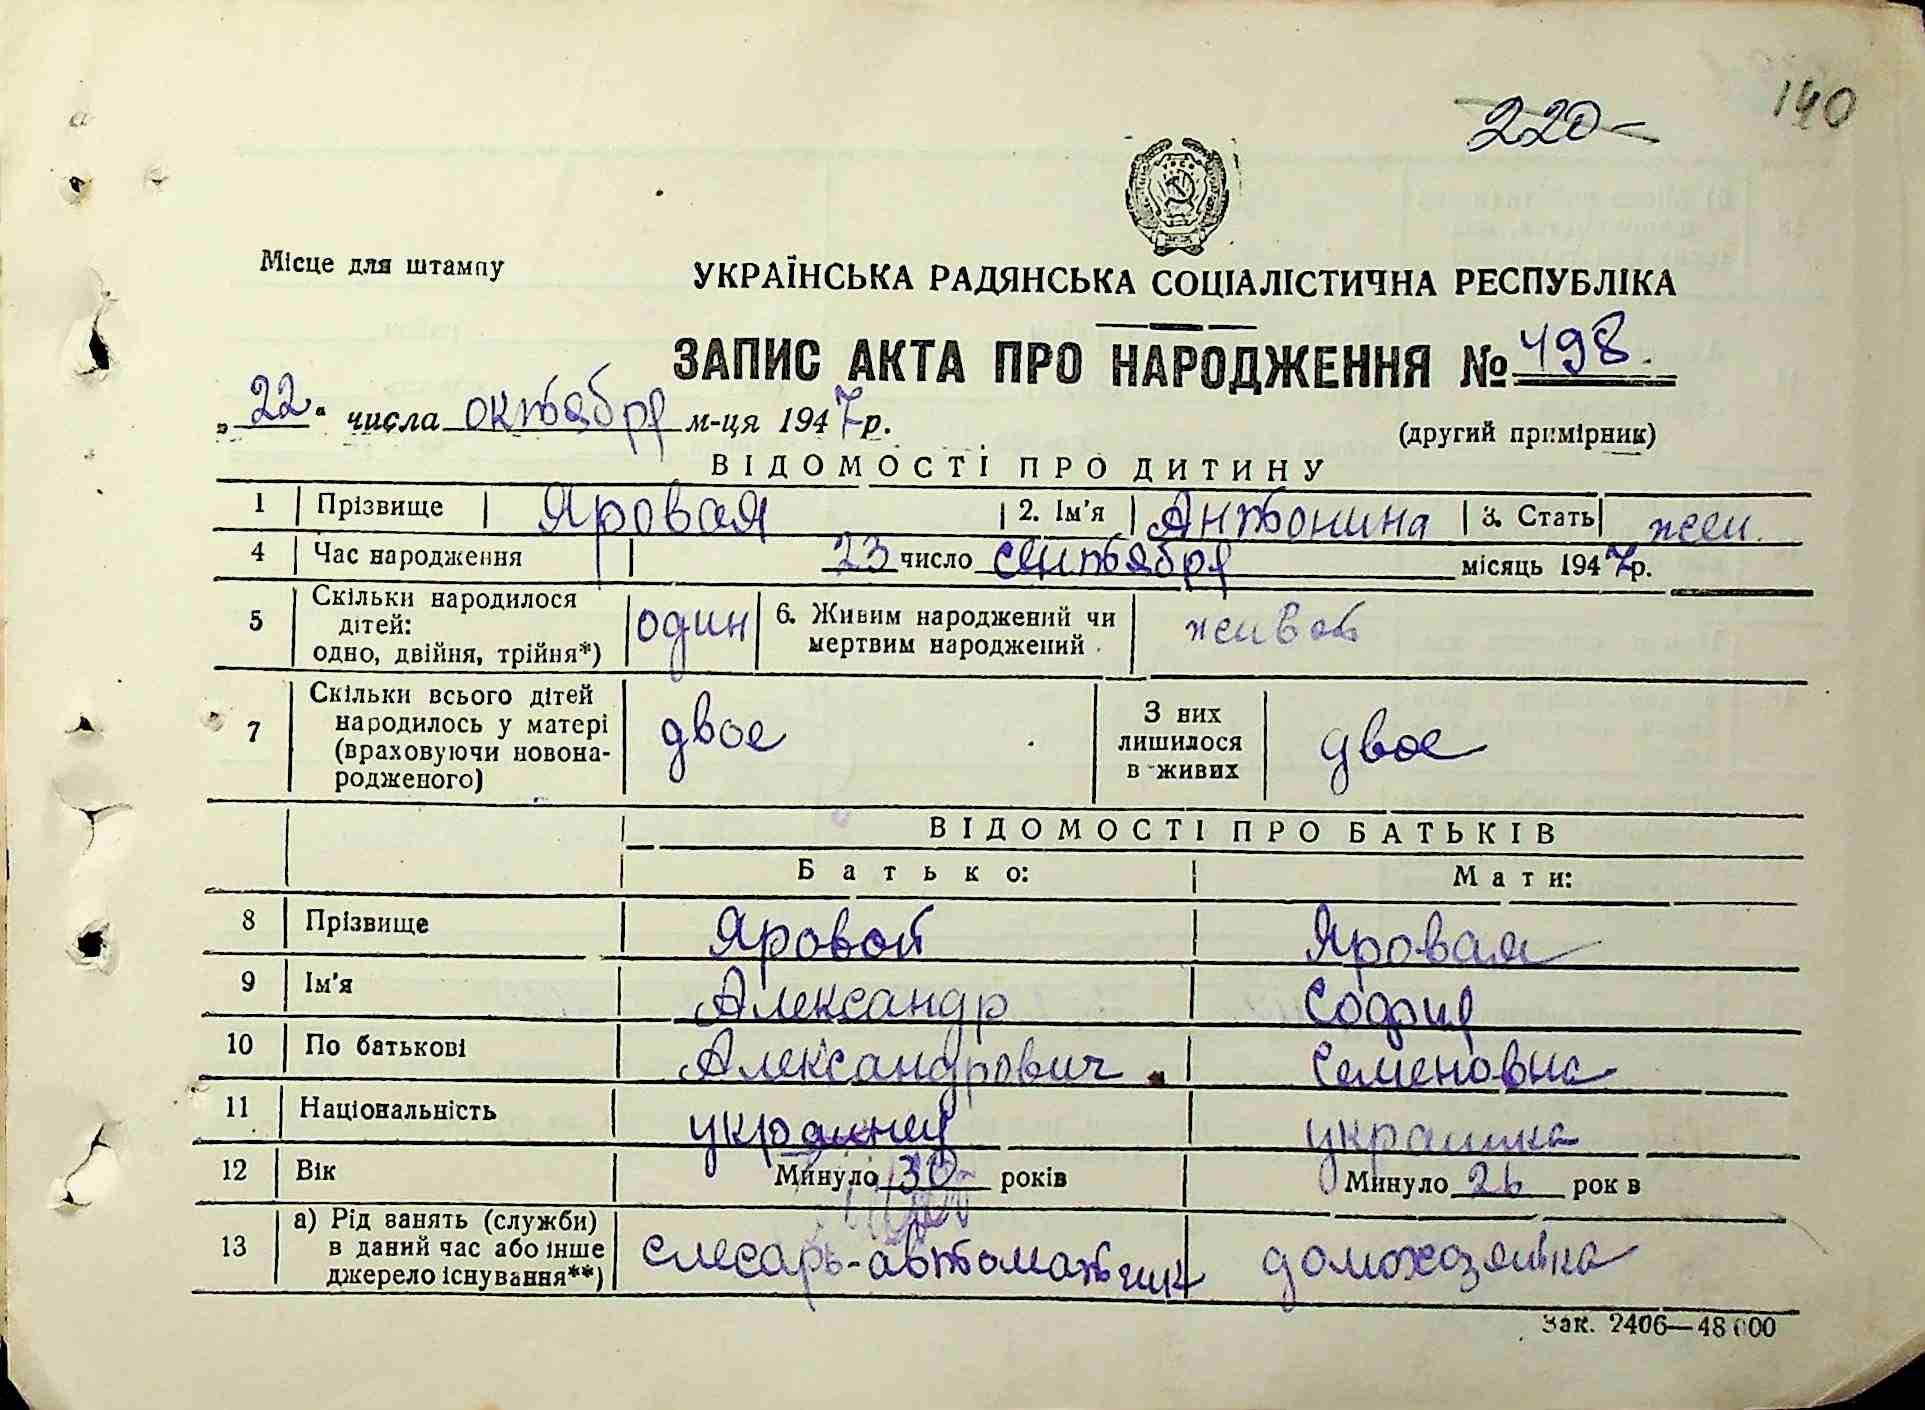 140
220-
УРСР
Місце для штампу
УКРАЇНСЬКА РАДЯНСЬКА СОЦІАЛІСТИЧНА РЕСПУБЛІКА
ЗАПИС АКТА ПРО НАРОДЖЕННЯ № 498.
„22“ числа октября м-ця 1947 р.
(другий примірник)
ВІДОМОСТІ ПРО ДИТИНУ
1 Прізвище Яровая 2. Ім'я Антонина 3. Стать жен.
4 Час народження 23 число сентября місяць 1947 р.
5 Скільки народилося дітей: одно, двійня, трійня*) один 6. Живим народжений чи мертвим народжений живой
7 Скільки всього дітей народилось у матері (враховуючи новона-родженого) двое З них лишилося в живих двое
ВІДОМОСТІ ПРО БАТЬКІВ
Батько: Мати:
8 Прізвище Яровой Яровая
9 Ім'я Александр София
10 По батькові Александрович Семеновна
11 Національність украинец украинка
12 Вік Минуло 30 років Минуло 26 рок в
13 а) Рід занять (служби) в даний час або інше джерело існування**) слесарь-автоматчик домохозяйка
Зак. 2406—48 000